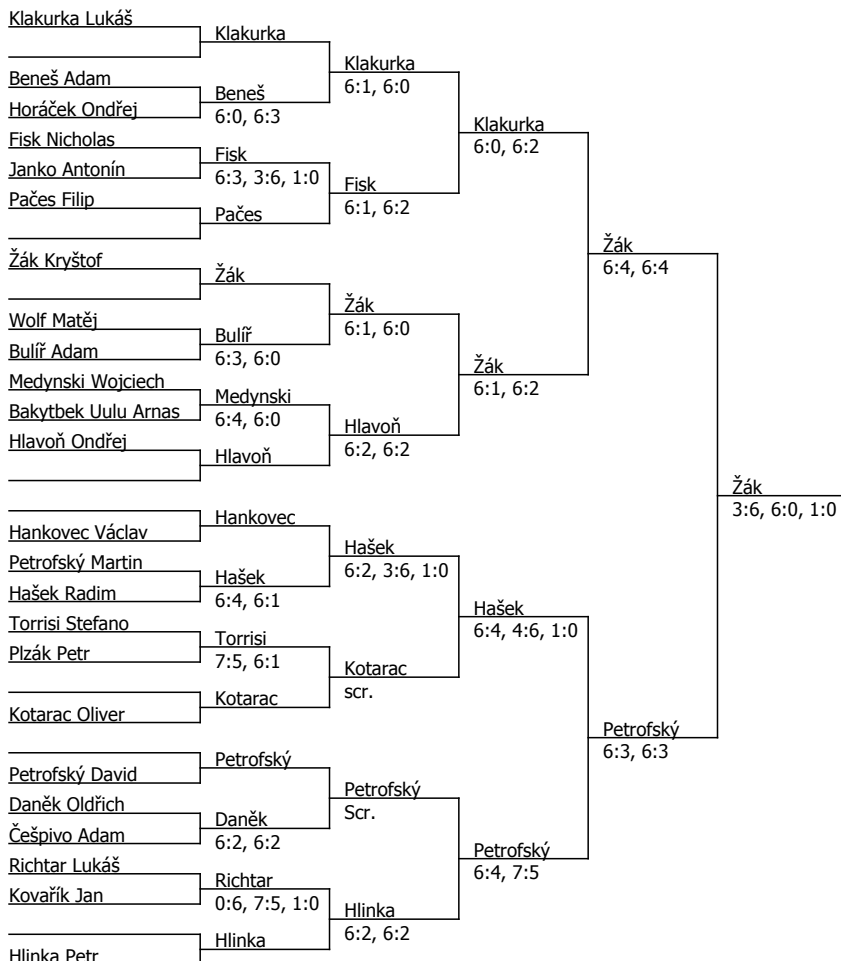 Klakurka Lukáš
Klakurka
Klakurka
6:1, 6:0
Beneš Adam
Beneš
Horáček Ondřej
6:0, 6:3
Klakurka
6:0, 6:2
Fisk Nicholas
Fisk
Janko Antonín
6:3, 3:6, 1:0
Fisk
6:1, 6:2
Pačes Filip
Pačes
Žák
6:4, 6:4
Žák Kryštof
Žák
Žák
6:1, 6:0
Wolf Matěj
Bulíř
Bulíř Adam
6:3, 6:0
Žák
6:1, 6:2
Medynski Wojciech
Medynski
Bakytbek Uulu Arnas
6:4, 6:0
Hlavoň
6:2, 6:2
Hlavoň Ondřej
Hlavoň
Žák
3:6, 6:0, 1:0
Hankovec
Hankovec Václav
Hašek
6:2, 3:6, 1:0
Petrofský Martin
Hašek
Hašek Radim
6:4, 6:1
Hašek
6:4, 4:6, 1:0
Torrisi Stefano
Torrisi
Plzák Petr
7:5, 6:1
Kotarac
scr.
Kotarac
Kotarac Oliver
Petrofský
6:3, 6:3
Petrofský
Petrofský David
Petrofský
Scr.
Daněk Oldřich
Daněk
Češpivo Adam
6:2, 6:2
Petrofský
6:4, 7:5
Richtar Lukáš
Richtar
Kovařík Jan
0:6, 7:5, 1:0
Hlinka
6:2, 6:2
Hlinka
Hlinka Petr